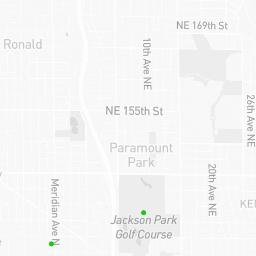 NE 169th St
Ronald
10th Ave NE
26th Ave NE
NE 155th St
Paramount
Park
20th Ave NE
Meridian Ave N
KE
Jackson Park
Golf Course